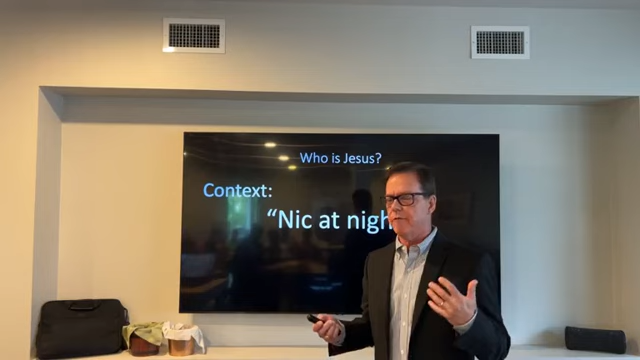 Who is Jesus?
Context:
“Nic at nigh